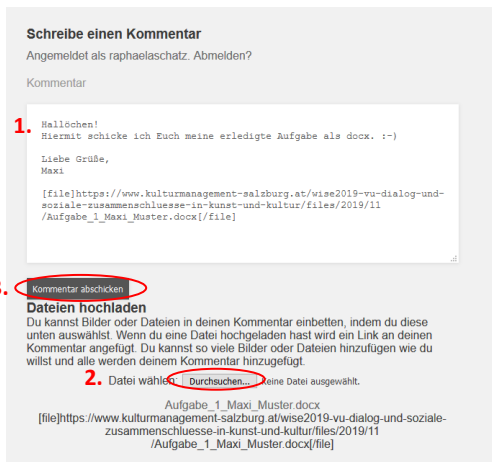 Schreibe einen Kommentar
Angemeldet als raphaelaschatz. Abmelden?
Kommentar
1.
Hallöchen!
Hiermit schicke ich Euch meine erledigte Aufgabe als docx. :-)
Liebe Grüße,
Maxi
[file]https://www.kulturmanagement-salzburg.at/wise2019-vu-dialog-und-
soziale-zusammenschluesse-in-kunst-und-kultur/files/2019/11
/Aufgabe_1_Maxi_Muster.docx[/file]
Kommentar abschicken
Dateien hochladen
Du kannst Bilder oder Dateien in deinen Kommentar einbetten, indem du diese
unten auswählst. Wenn du eine Datei hochgeladen hast wird ein Link an deinen
Kommentar angefügt. Du kannst so viele Bilder oder Dateien hinzufügen wie du
willst und alle werden deinem Kommentar hinzugefügt.
2. Datei wählen: Durchsuchen... Keine Datei ausgewählt.
Aufgabe_1_Maxi_Muster.docx
[file]https://www.kulturmanagement-salzburg.at/wise2019-vu-dialog-und-soziale-
zusammenschluesse-in-kunst-und-kultur/files/2019/11
/Aufgabe_1_Maxi_Muster.docx[/file]